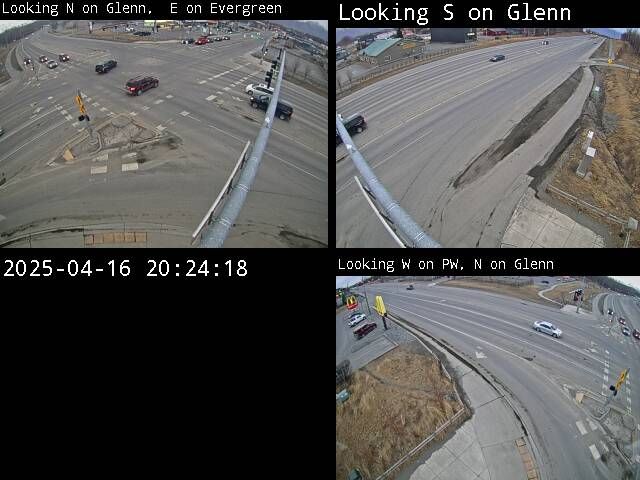 Looking N on Glenn,  E on Evergreen
Looking S on Glenn
2025-04-16 20:24:18
Looking W on PW, N on Glenn